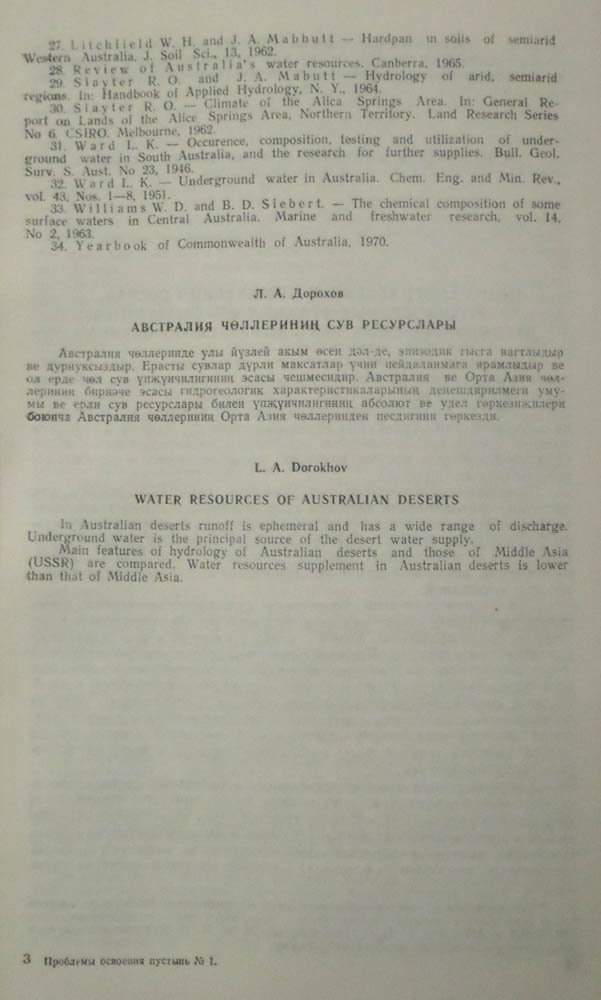 27. Litchfield W. H. and J. A. Mabbutt — Hardpan in soils of semiarid
Western Australia. J. Soil Sci., 13, 1962.
28. Review of Australia's water resources. Canberra, 1965.
29. Slayter R. O. and J. A. Mabutt — Hydrology of arid, semiarid
regions. In: Handbook of Applied Hydrology, N. Y., 1964.
30. Slayter R. O. — Climate of the Alica Springs Area. In: General Re-
port on Lands of the Alice Springs Area, Northern Territory. Land Research Series
No 6. CSIRO. Melbourne, 1962.
31. Ward L. K. — Occurence, composition, testing and utilization of under-
ground water in South Australia, and the research for further supplies. Bull. Geol.
Surv. S. Aust. No 23, 1946.
32. Ward L. K. — Underground water in Australia. Chem. Eng. and Min. Rev.,
vol. 43, Nos. 1—8, 1951.
33. Williams W. D. and B. D. Siebert. — The chemical composition of some
surface waters in Central Australia. Marine and freshwater research, vol. 14,
No 2, 1963.
34. Yearbook of Commonwealth of Australia, 1970.
Л. А. Дорохов
АВСТРАЛИЯ ЧӨЛЛЕРИНИҢ СУВ РЕСУРСЛАРЫ
Австралия чөллеринде улы йүзлей акым өсен дәл-де, эпизодик гысга вагтлыдыр
ве дурнуксыздыр. Ерасты сувлар дүрли максатлар үчин пейдаланмага ярамлыдыр ве
ол ерде чөл сув үпжүнчилигиниң эсасы чешмесидир. Австралия ве Орта Азия чөл-
лериниң бирнәче эсасы гидрогеологик характеристикаларының деңешдирилмеги уму-
мы ве ерли сув ресурслары билен үпжүнчилигиниң абсолют ве удел гөркезижилери
боюнча Австралия чөллериниң Орта Азия чөллеринден песдигини гөркезди.
L. A. Dorokhov
WATER RESOURCES OF AUSTRALIAN DESERTS
In Australian deserts runoff is ephemeral and has a wide range of discharge.
Underground water is the principal source of the desert water supply.
Main features of hydrology of Australian deserts and those of Middle Asia
(USSR) are compared. Water resources supplement in Australian deserts is lower
than that of Middle Asia.
3 Проблемы освоения пустынь № 1.